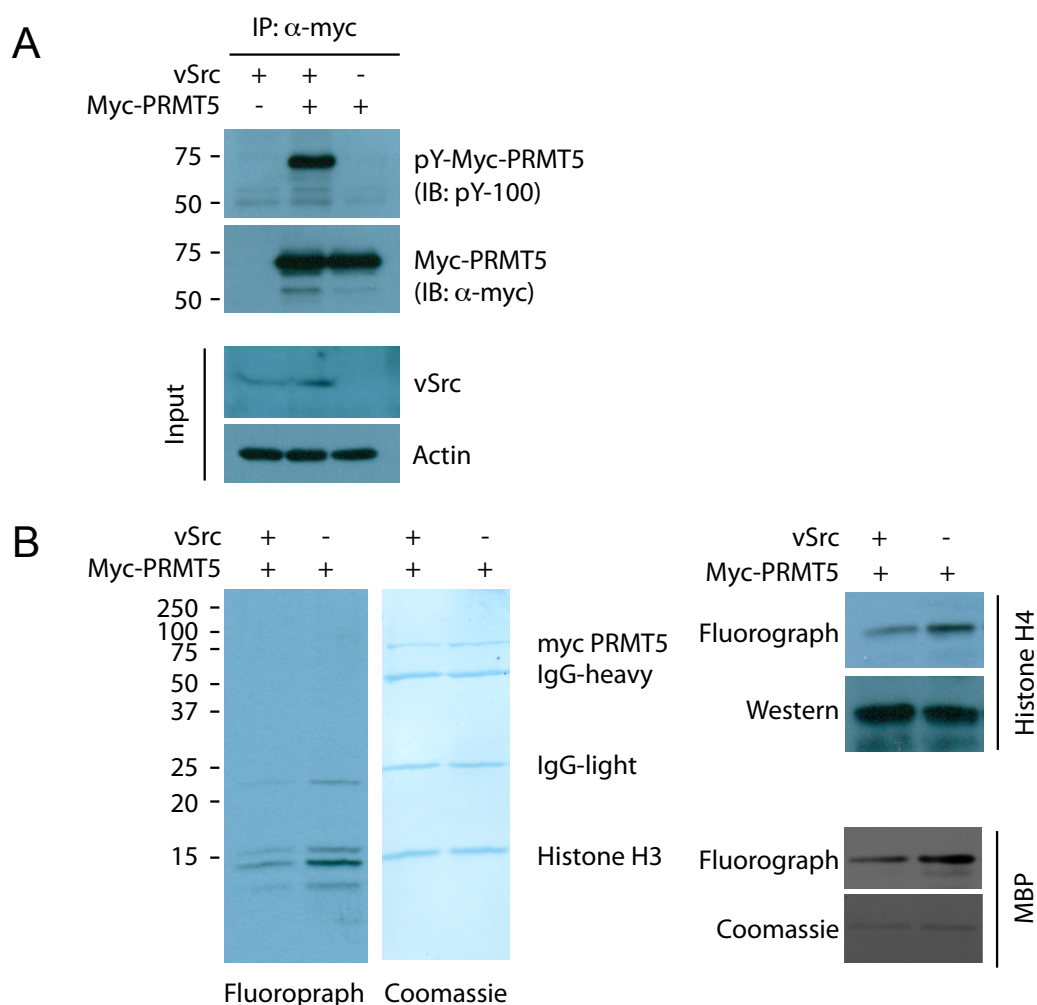 A
IP: α-myc
vSrc + + -
Myc-PRMT5 - + +
75 -
50 -
pY-Myc-PRMT5
(IB: pY-100)
75 -
50 -
Myc-PRMT5
(IB: α-myc)
Input
vSrc
Actin
B
vSrc + - + -
Myc-PRMT5 + + + +
250 -
100 -
75 -
50 -
37 -
25 -
20 -
15 -
myc PRMT5
IgG-heavy
IgG-light
Histone H3
Fluoropraph Coomassie
vSrc + -
Myc-PRMT5 + +
Fluorograph
Western
Histone H4
Fluorograph
Coomassie
MBP